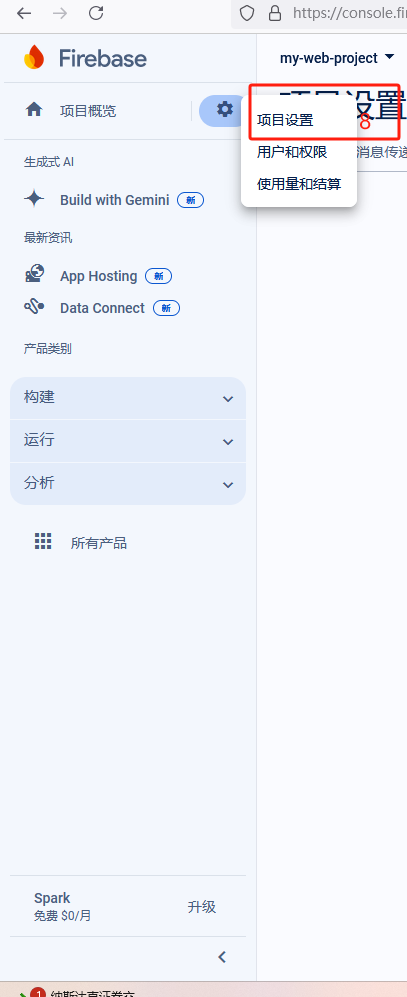 https://console.fi
Firebase
my-web-project
项目概览
项目设置
项目设置
8
用户和权限
消息传递
使用量和结算
生成式 AI
Build with Gemini 新
最新资讯
App Hosting 新
Data Connect 新
产品类别
构建
运行
分析
所有产品
Spark
免费 $0/月
升级
1